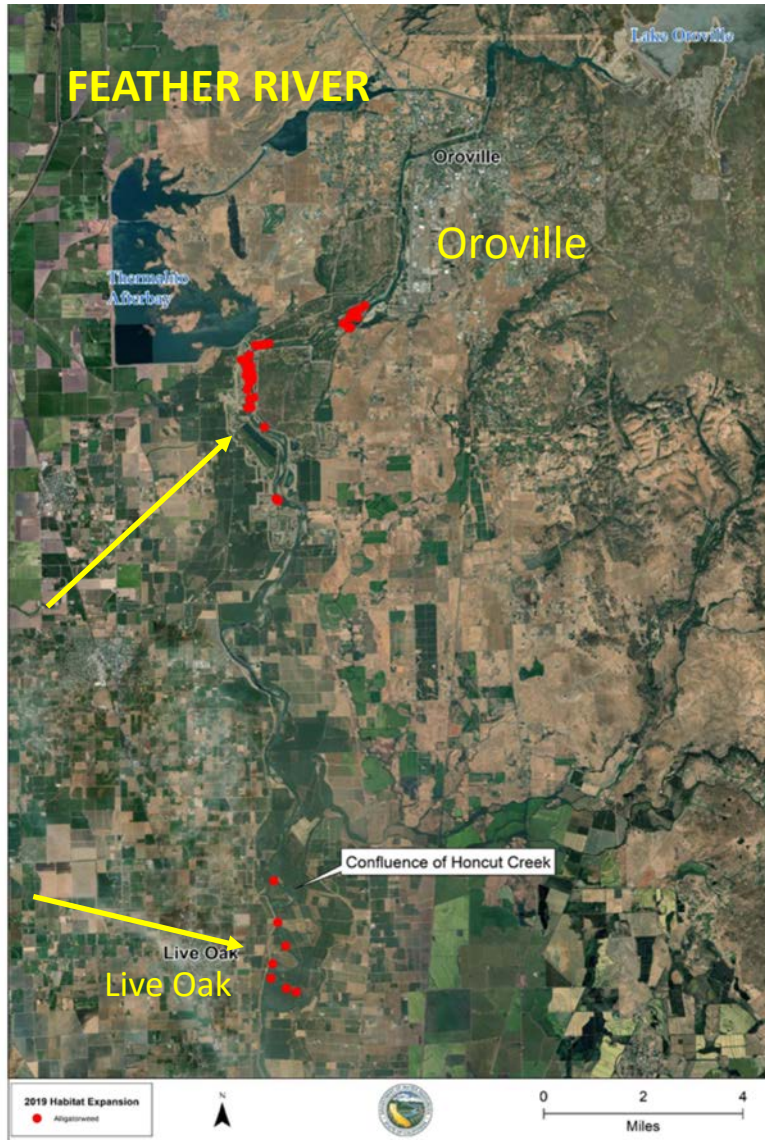 Lake Oroville
FEATHER RIVER
Oroville
Oroville
Thermalito
Afterbay
Confluence of Honcut Creek
Live Oak
Live Oak
2019 Habitat Expansion
Alligatorweed
N
0 2 4
Miles